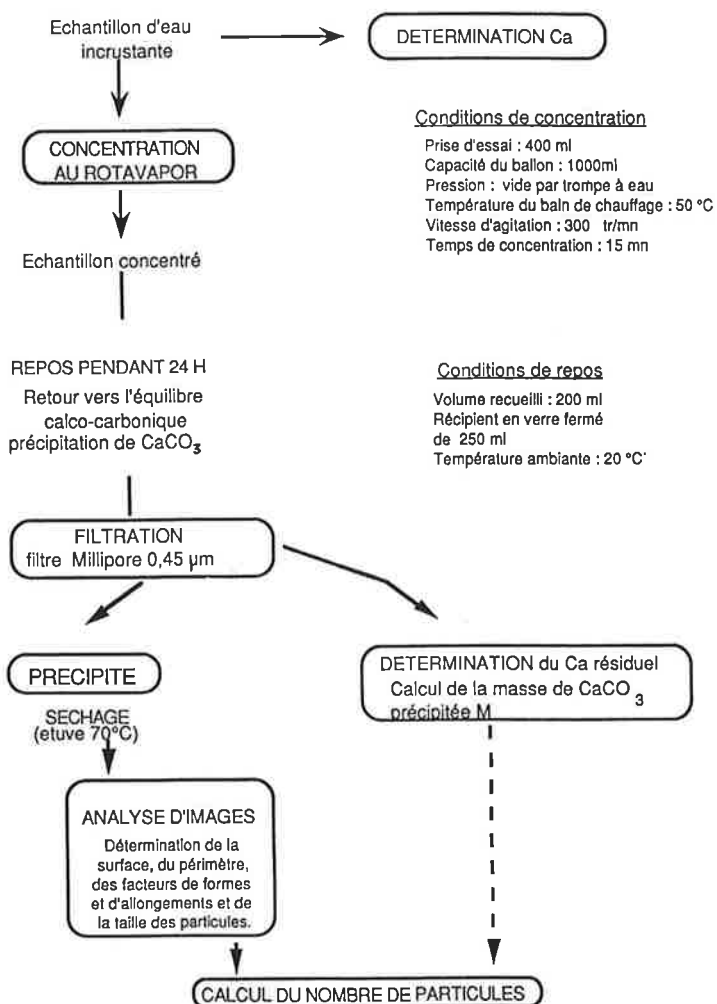 Echantillon d'eau
incrustante
DETERMINATION Ca
CONCENTRATION
AU ROTAVAPOR
Conditions de concentration
Prise d'essai : 400 ml
Capacité du ballon : 1000ml
Pression : vide par trompe à eau
Température du bain de chauffage : 50 °C
Vitesse d'agitation : 300 tr/mn
Temps de concentration : 15 mn
Echantillon concentré
REPOS PENDANT 24 H
Retour vers l'équilibre
calco-carbonique
précipitation de CaCO3
Conditions de repos
Volume recueilli : 200 ml
Récipient en verre fermé
de 250 ml
Température ambiante : 20 °C
FILTRATION
filtre Millipore 0,45 µm
PRECIPITE
SECHAGE
(etuve 70°C)
DETERMINATION du Ca résiduel
Calcul de la masse de CaCO3
précipitée M
ANALYSE D'IMAGES
Détermination de la
surface, du périmètre,
des facteurs de formes
et d'allongements et de
la taille des particules.
CALCUL DU NOMBRE DE PARTICULES